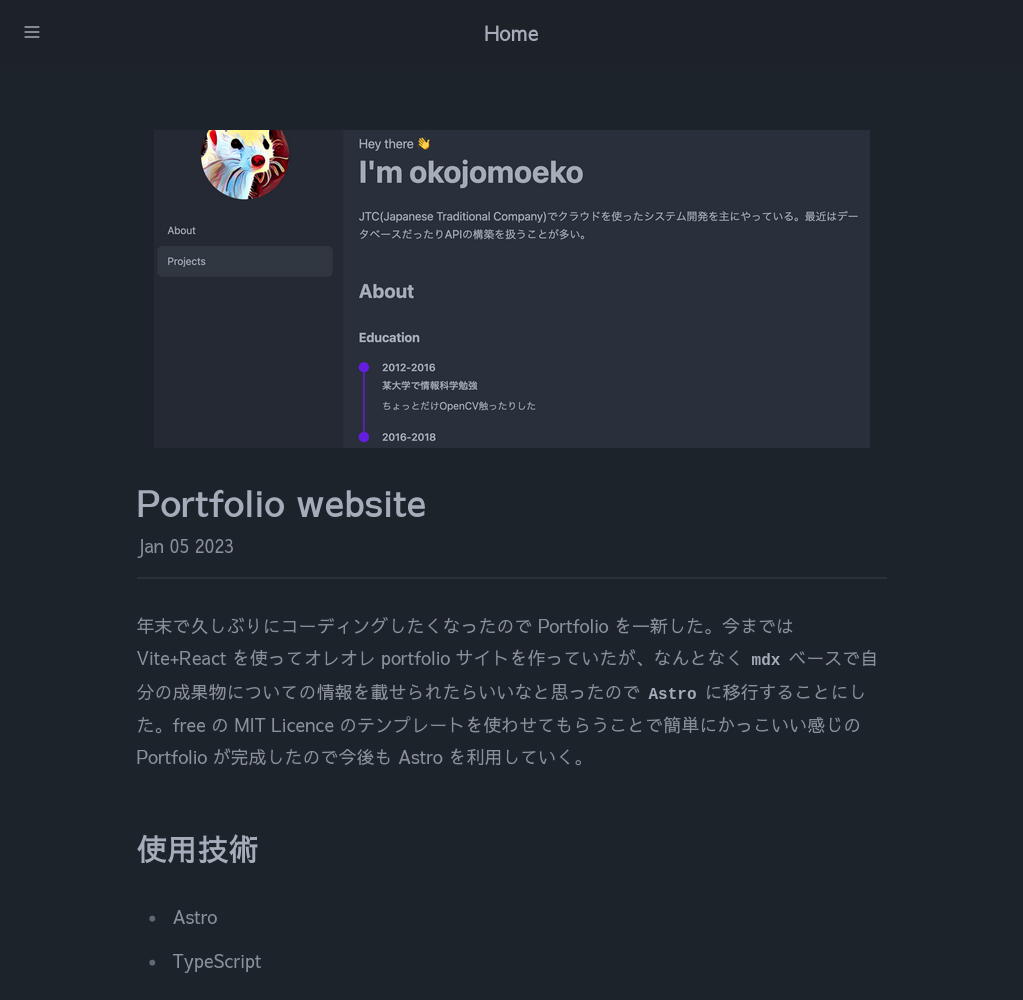 Home
About
Projects
Hey there 👋
I'm okojomoeko
JTC(Japanese Traditional Company)でクラウドを使ったシステム開発を主にやっている。最近はデー
タベースだったりAPIの構築を扱うことが多い。
About
Education
2012-2016
某大学で情報科学勉強
ちょっとだけOpenCV触ったりした
2016-2018
Portfolio website
Jan 05 2023
年末で久しぶりにコーディングしたくなったので Portfolio を一新した。今までは
Vite+React を使ってオレオレ portfolio サイトを作っていたが、なんとなく mdx ベースで自
分の成果物についての情報を載せられたらいいなと思ったので Astro に移行することにし
た。free の MIT Licence のテンプレートを使わせてもらうことで簡単にかっこいい感じの
Portfolio が完成したので今後も Astro を利用していく。
使用技術
Astro
TypeScript